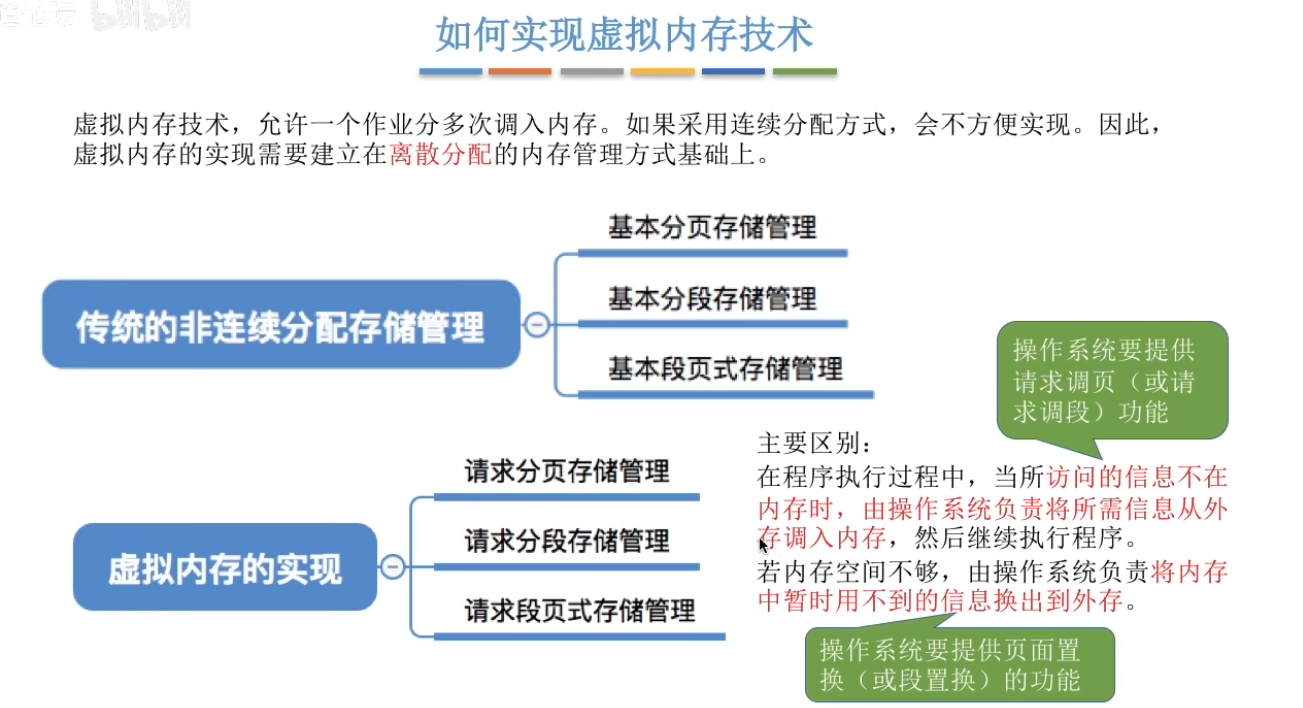 bilibili
如何实现虚拟内存技术
虚拟内存技术，允许一个作业分多次调入内存。如果采用连续分配方式，会不方便实现。因此，
虚拟内存的实现需要建立在离散分配的内存管理方式基础上。
传统的非连续分配存储管理
基本分页存储管理
基本分段存储管理
基本段页式存储管理
虚拟内存的实现
请求分页存储管理
请求分段存储管理
请求段页式存储管理
操作系统要提供
请求调页（或请
求调段）功能
主要区别：
在程序执行过程中，当所访问的信息不在
内存时，由操作系统负责将所需信息从外
存调入内存，然后继续执行程序。
若内存空间不够，由操作系统负责将内存
中暂时用不到的信息换出到外存。
操作系统要提供页面置
换（或段置换）的功能